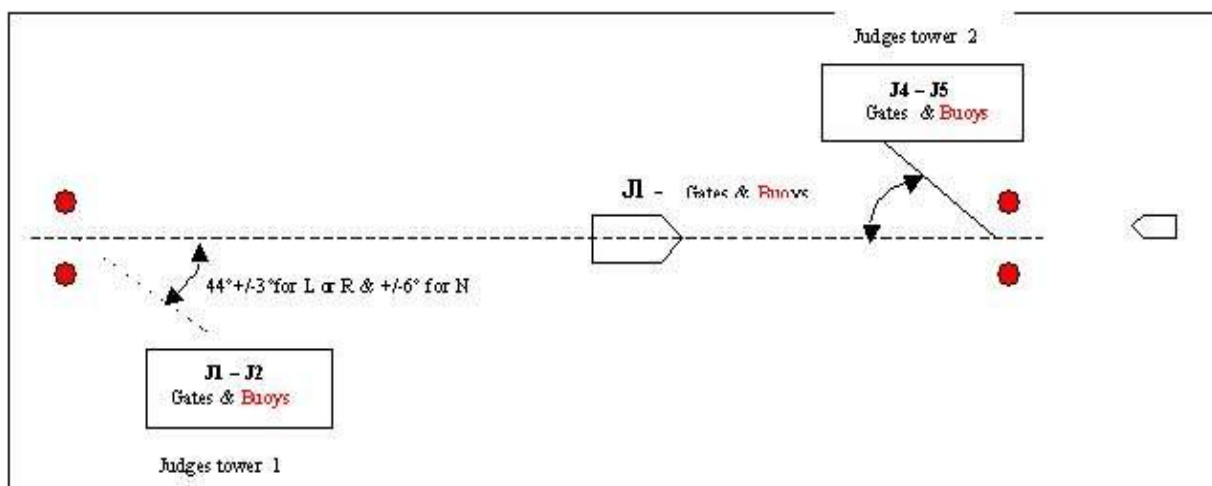 Judges tower 2
J4 – J5
Gates & Buoys
J1 - Gates & Buoys
44°+/-3°for L or R & +/-6° for N
J1 – J2
Gates & Buoys
Judges tower 1